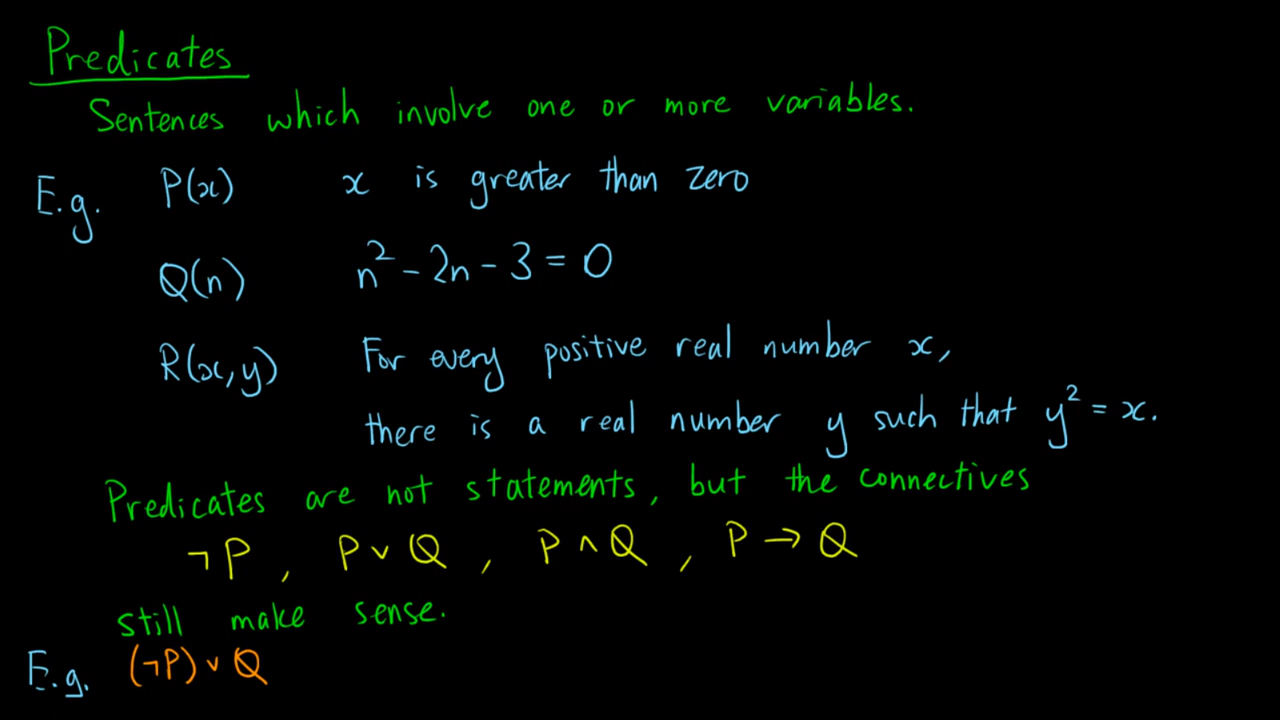 Predicates
Sentences which involve one or more variables.
E.g. P(x) x is greater than zero
Q(n) n² - 2n - 3 = 0
R(x,y) For every positive real number x,
there is a real number y such that y² = x.
Predicates are not statements, but the connectives
¬P, P ∨ Q, P ∧ Q, P → Q
still make sense.
E.g. (¬P) ∨ Q